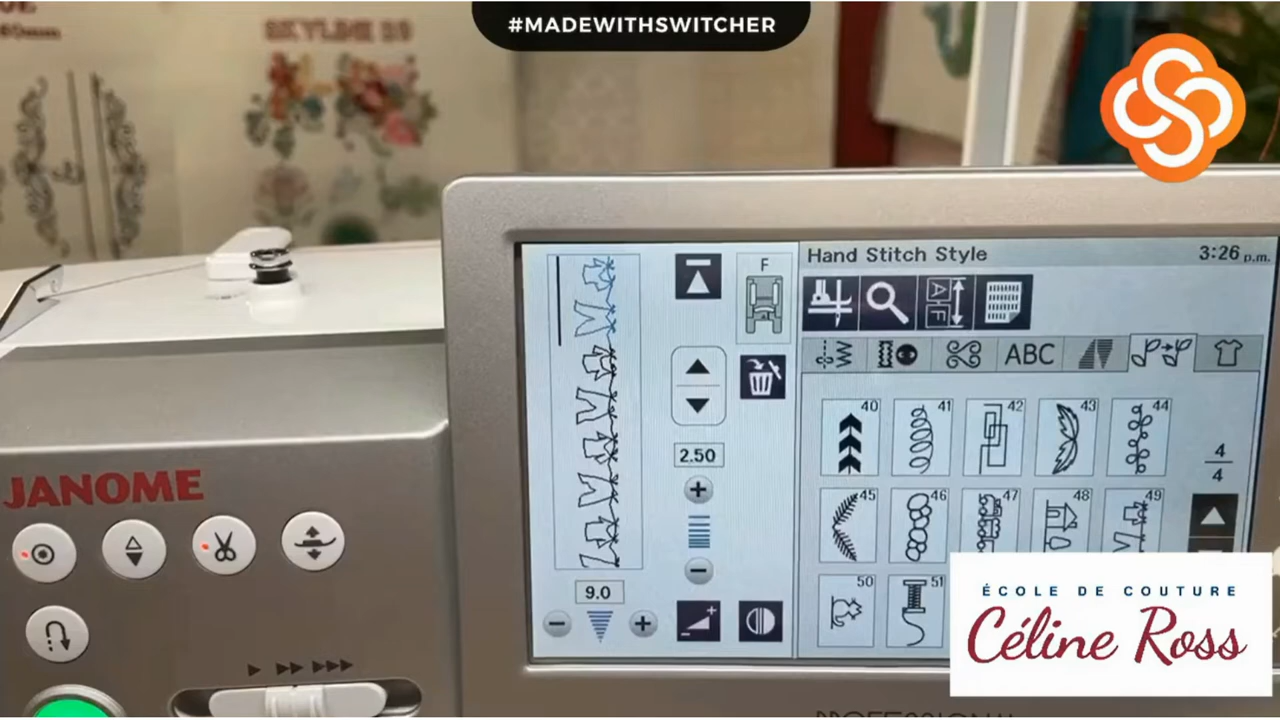 #MADEWITHSWITCHER
SKYLINE S9
Hand Stitch Style
3:26 p.m.
F
A
F
ABC
40 41 42 43 44
2.50
4
4
45 46 47 48 49
50 51
9.0
JANOME
ÉCOLE DE COUTURE
Céline Ross